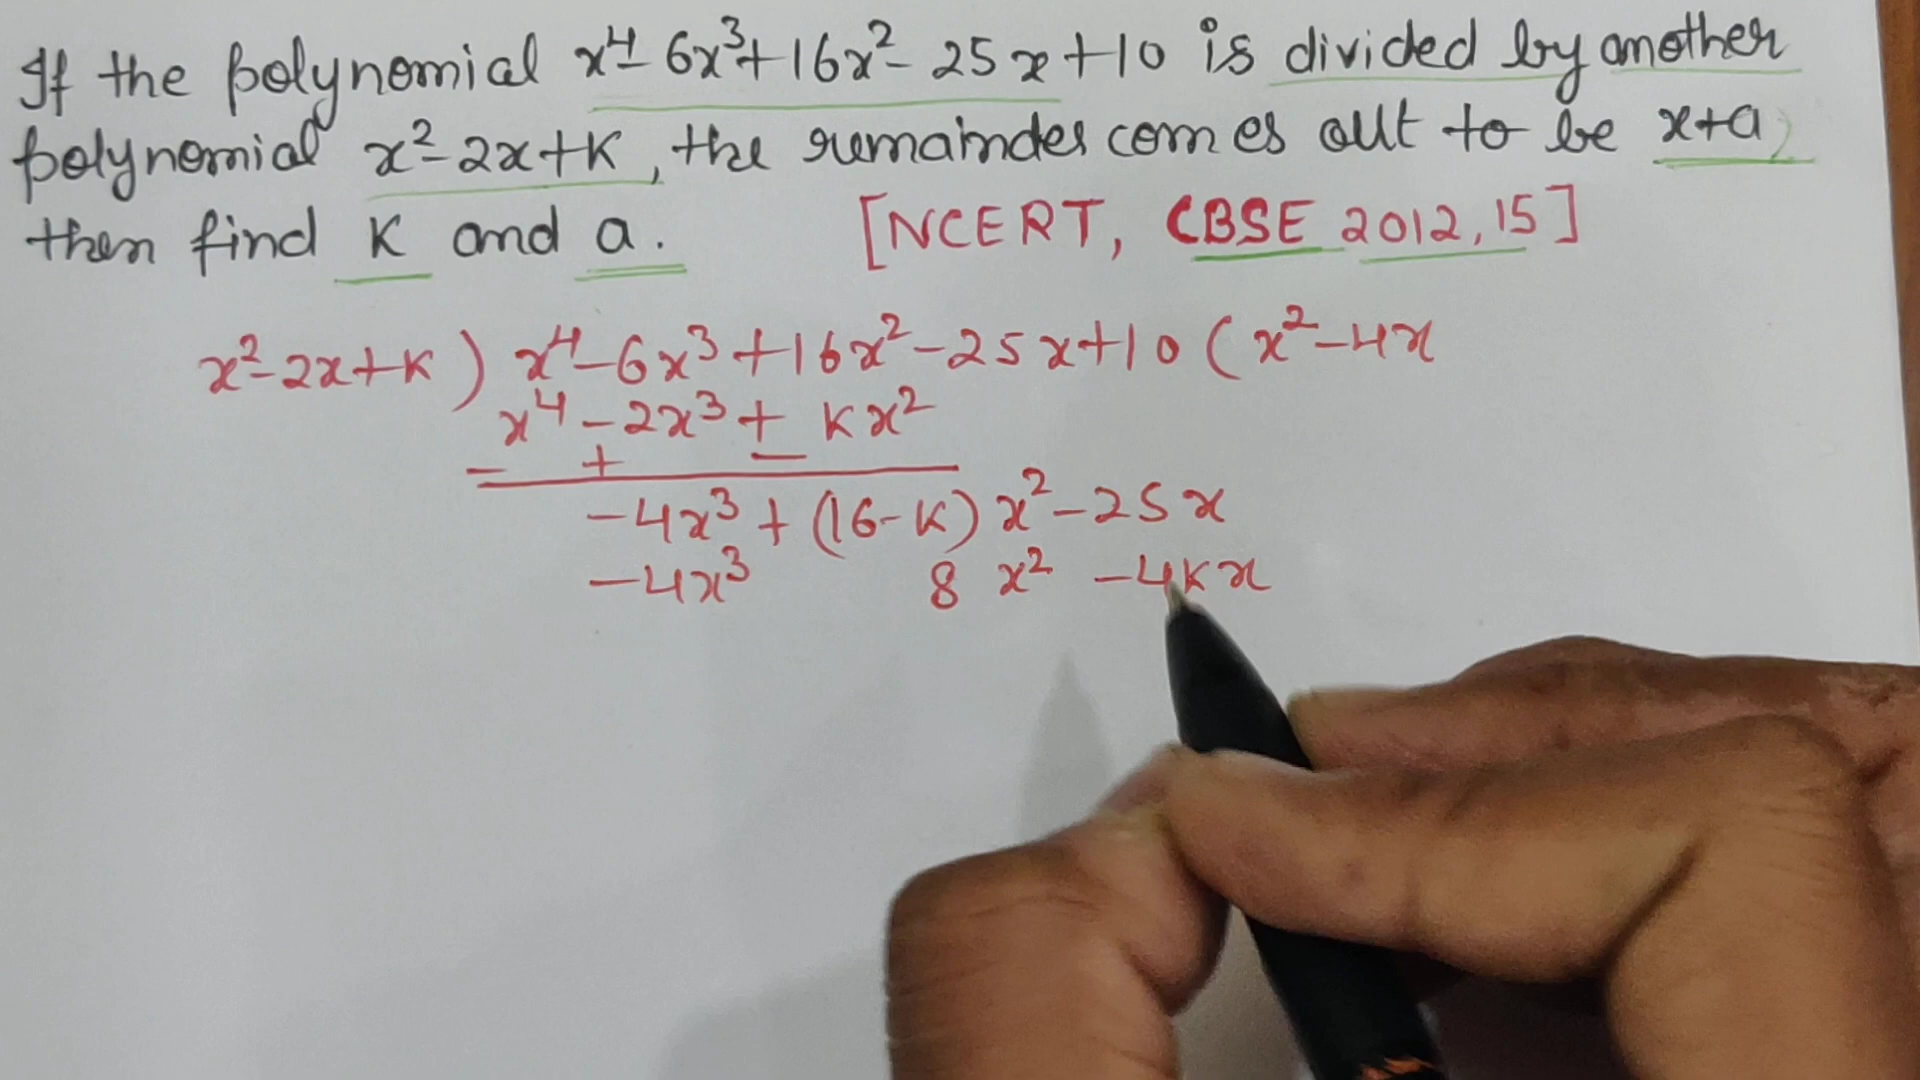 If the polynomial x⁴ - 6x³ + 16x² - 25x + 10 is divided by another
polynomial x² - 2x + K, the remainder comes out to be x + a,
then find K and a. [NCERT, CBSE 2012, 15]
x² - 2x + K ) x⁴ - 6x³ + 16x² - 25x + 10 ( x² - 4x
x⁴ - 2x³ + Kx²
- + -
-4x³ + (16 - K) x² - 25x
-4x³ 8 x² - 4Kx